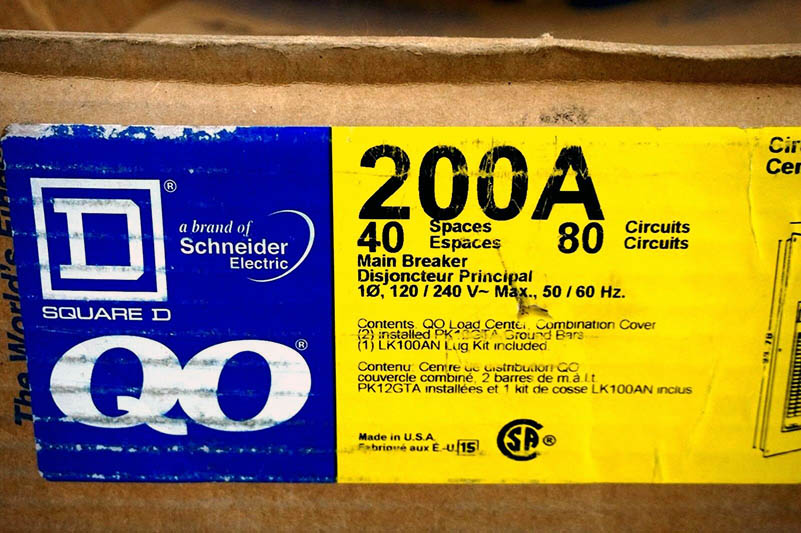 200A
Cir
Cen
40 Spaces 80 Circuits
Espaces Circuits
Main Breaker
Disjoncteur Principal
1Ø, 120 / 240 V~ Max., 50 / 60 Hz.
Contents: QO Load Center, Combination Cover
(2) installed PK12GTA Ground Bars
(1) LK100AN Lug Kit included.
Contenu: Centre de distribution QO
couvercle combiné, 2 barres de m.à.l.t.
PK12GTA installées et 1 kit de cosse LK100AN inclus
Made in U.S.A.
Fabriqué aux É.-U. 15
CSA®
D®
a brand of
Schneider
Electric
SQUARE D
QO®
The World's